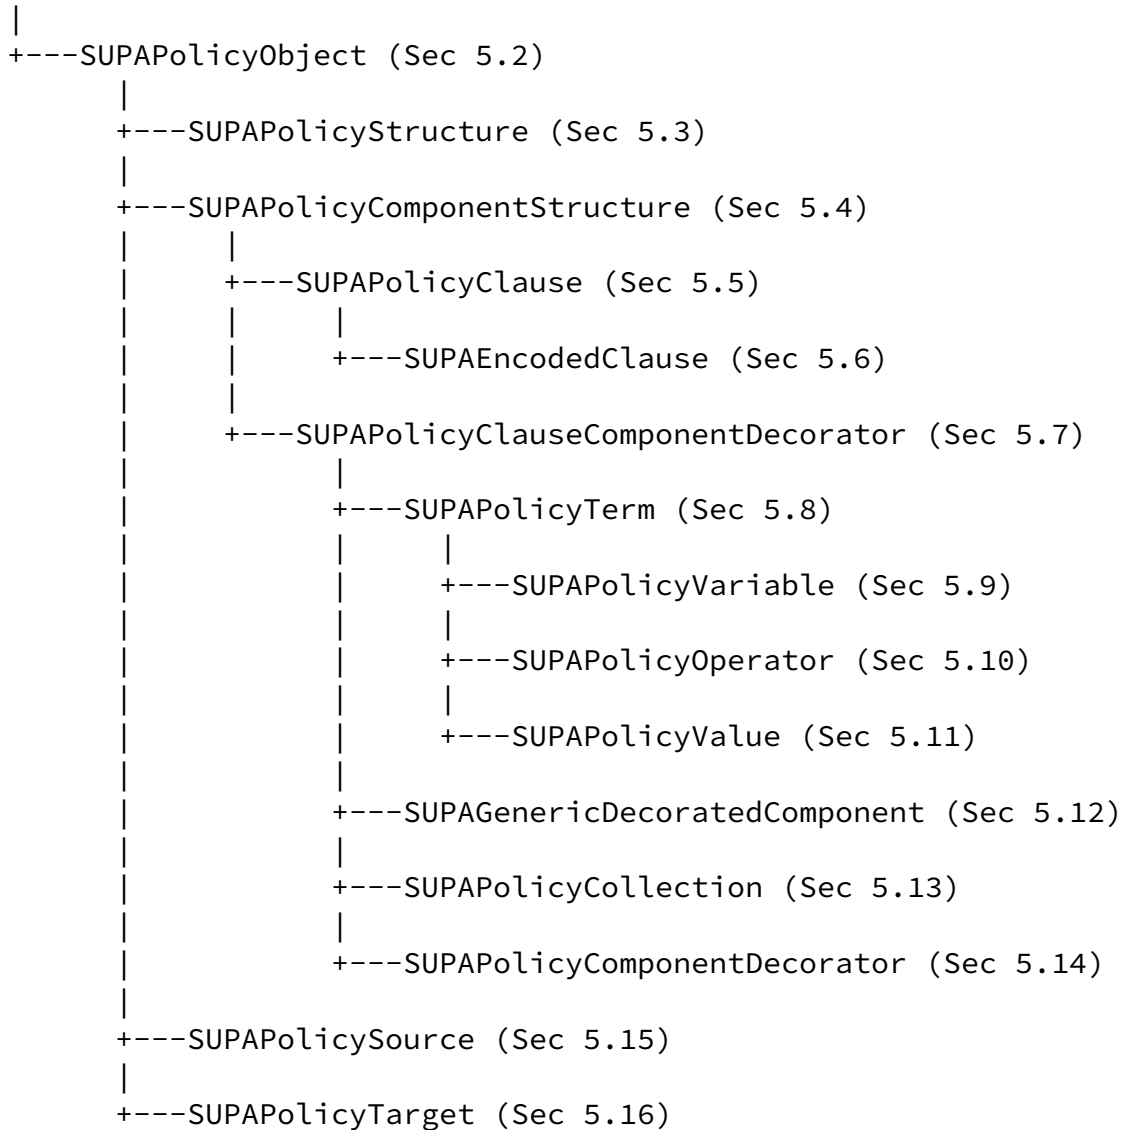 |
+---SUPAPolicyObject (Sec 5.2)
       |
       +---SUPAPolicyStructure (Sec 5.3)
       |
       +---SUPAPolicyComponentStructure (Sec 5.4)
       |      |
       |      +---SUPAPolicyClause (Sec 5.5)
       |      |      |
       |      |      +---SUPAEncodedClause (Sec 5.6)
       |      |
       |      +---SUPAPolicyClauseComponentDecorator (Sec 5.7)
       |             |
       |             +---SUPAPolicyTerm (Sec 5.8)
       |             |      |
       |             |      +---SUPAPolicyVariable (Sec 5.9)
       |             |      |
       |             |      +---SUPAPolicyOperator (Sec 5.10)
       |             |      |
       |             |      +---SUPAPolicyValue (Sec 5.11)
       |             |
       |             +---SUPAGenericDecoratedComponent (Sec 5.12)
       |             |
       |             +---SUPAPolicyCollection (Sec 5.13)
       |             |
       |             +---SUPAPolicyComponentDecorator (Sec 5.14)
       |
       +---SUPAPolicySource (Sec 5.15)
       |
       +---SUPAPolicyTarget (Sec 5.16)